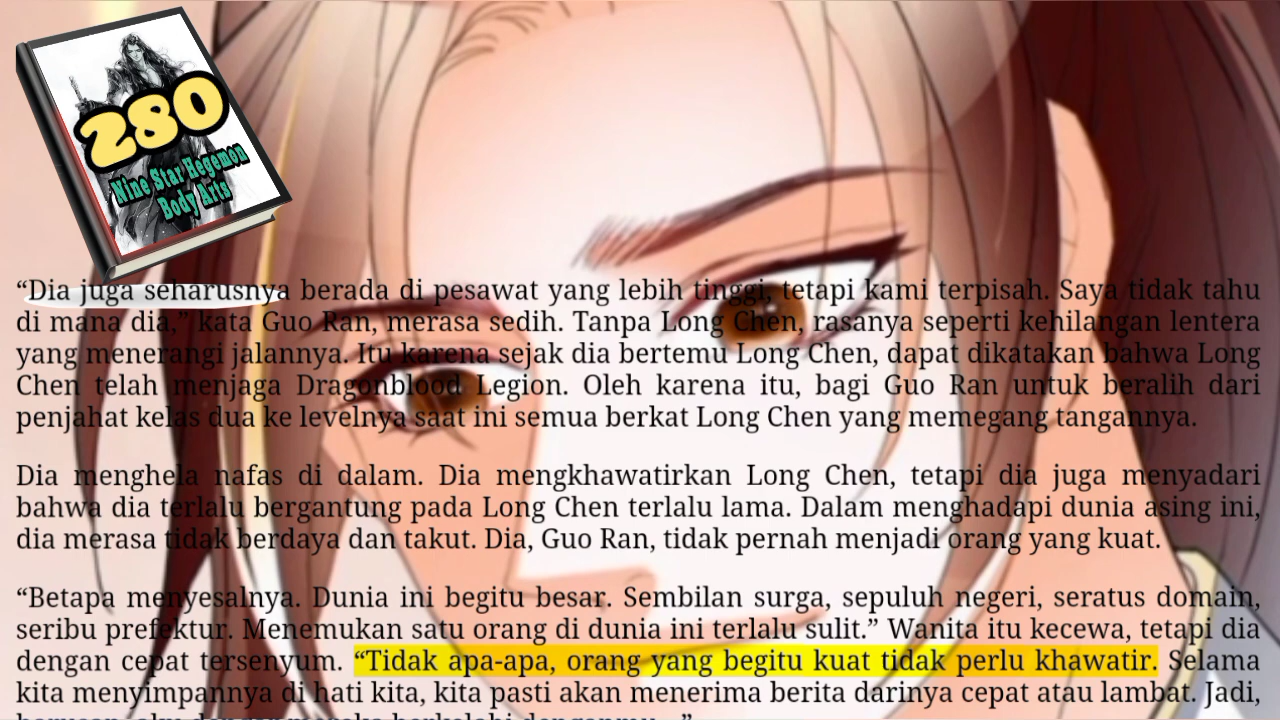 280
Nine Star Hegemon
Body Arts
“Dia juga seharusnya berada di pesawat yang lebih tinggi, tetapi kami terpisah. Saya tidak tahu
di mana dia,” kata Guo Ran, merasa sedih. Tanpa Long Chen, rasanya seperti kehilangan lentera
yang menerangi jalannya. Itu karena sejak dia bertemu Long Chen, dapat dikatakan bahwa Long
Chen telah menjaga Dragonblood Legion. Oleh karena itu, bagi Guo Ran untuk beralih dari
penjahat kelas dua ke levelnya saat ini semua berkat Long Chen yang memegang tangannya.
Dia menghela nafas di dalam. Dia mengkhawatirkan Long Chen, tetapi dia juga menyadari
bahwa dia terlalu bergantung pada Long Chen terlalu lama. Dalam menghadapi dunia asing ini,
dia merasa tidak berdaya dan takut. Dia, Guo Ran, tidak pernah menjadi orang yang kuat.
“Betapa menyesalnya. Dunia ini begitu besar. Sembilan surga, sepuluh negeri, seratus domain,
seribu prefektur. Menemukan satu orang di dunia ini terlalu sulit.” Wanita itu kecewa, tetapi dia
dengan cepat tersenyum. “Tidak apa-apa, orang yang begitu kuat tidak perlu khawatir. Selama
kita menyimpannya di hati kita, kita pasti akan menerima berita darinya cepat atau lambat. Jadi,